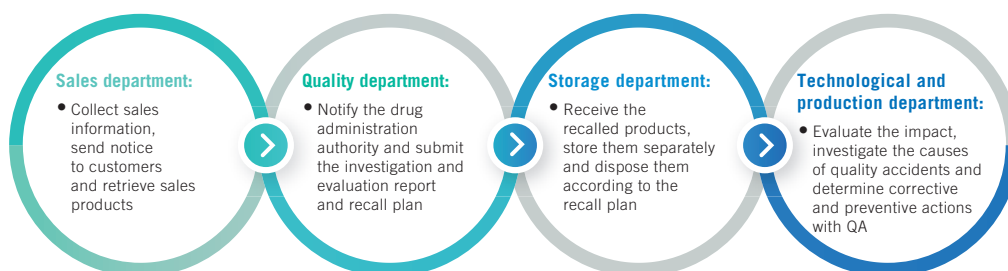 Sales department:
• Collect sales
information,
send notice
to customers
and retrieve sales
products
Quality department:
• Notify the drug
administration
authority and submit
the investigation and
evaluation report
and recall plan
Storage department:
• Receive the
recalled products,
store them separately
and dispose them
according to the
recall plan
Technological and
production department:
• Evaluate the impact,
investigate the causes
of quality accidents and
determine corrective
and preventive actions
with QA